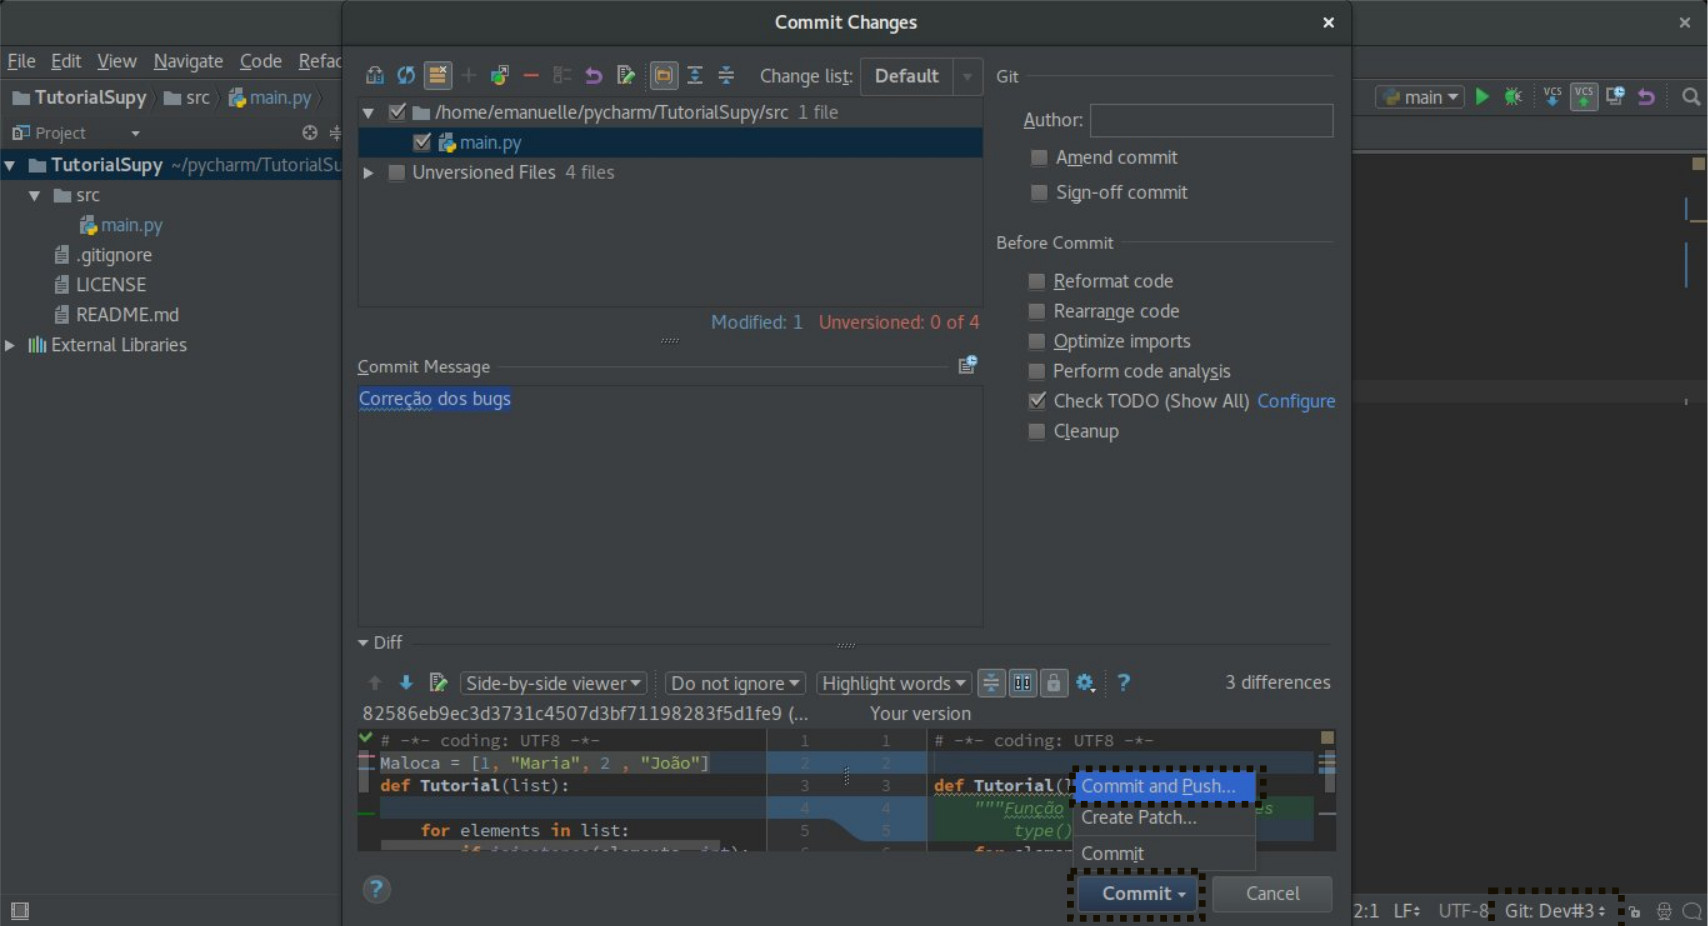 Commit Changes
File Edit View Navigate Code Refac
TutorialSupy src main.py
Project
TutorialSupy ~/pycharm/TutorialSu
src
main.py
.gitignore
LICENSE
README.md
External Libraries
Change list: Default
/home/emanuelle/pycharm/TutorialSupy/src 1 file
main.py
Unversioned Files 4 files
Modified: 1 Unversioned: 0 of 4
Commit Message
Correção dos bugs
Git
Author:
Amend commit
Sign-off commit
Before Commit
Reformat code
Rearrange code
Optimize imports
Perform code analysis
Check TODO (Show All) Configure
Cleanup
main VCS VCS
Diff
Side-by-side viewer Do not ignore Highlight words ? 3 differences
82586eb9ec3d3731c4507d3bf71198283f5d1fe9 (... Your version
# -*- coding: UTF8 -*- 1 1 # -*- coding: UTF8 -*-
Maloca = [1, "Maria", 2 , "João"] 2 2
def Tutorial(list): 3 3 def Tutorial(l
4 4 """Função es
for elements in list: 5 5 type()
Commit and Push...
Create Patch...
Commit
? Commit Cancel
2:1 LF UTF-8 Git: Dev#3